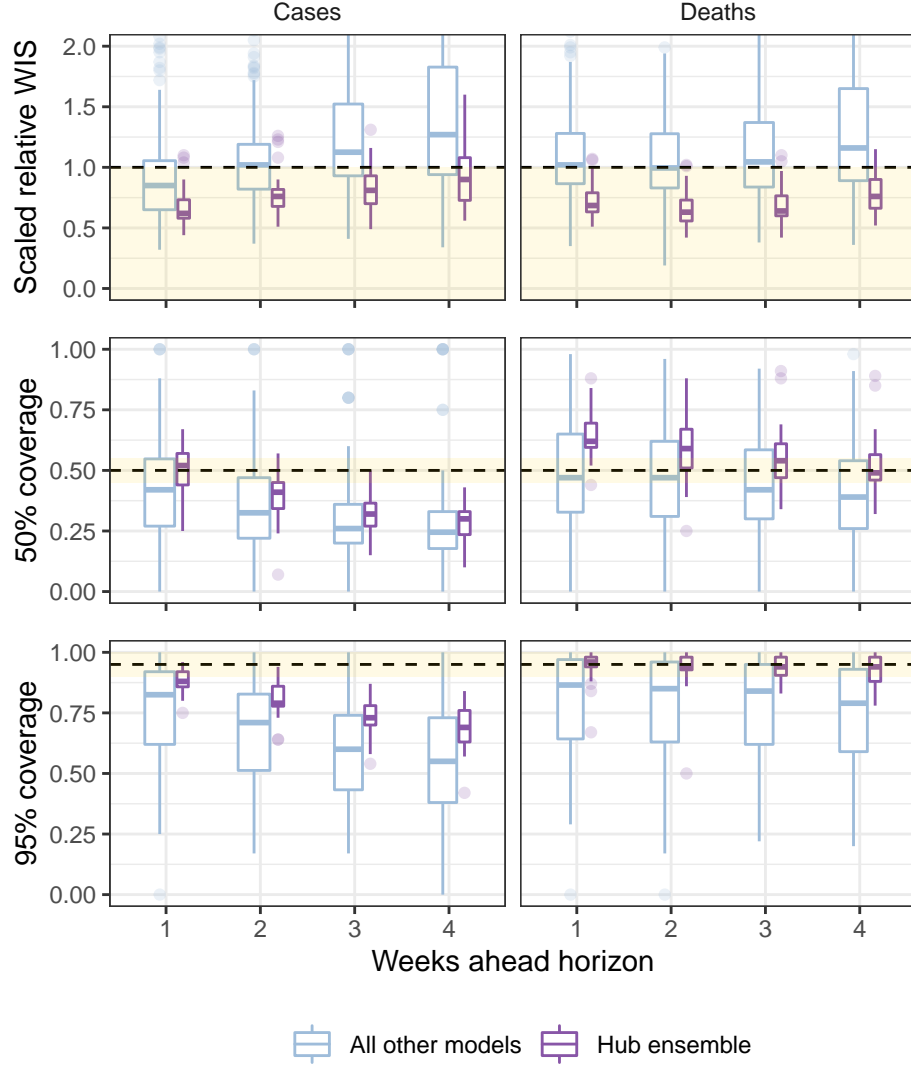 Cases Deaths
Scaled relative WIS
2.0
1.5
1.0
0.5
0.0
50% coverage
1.00
0.75
0.50
0.25
0.00
95% coverage
1.00
0.75
0.50
0.25
0.00
1 2 3 4 1 2 3 4
Weeks ahead horizon
All other models Hub ensemble